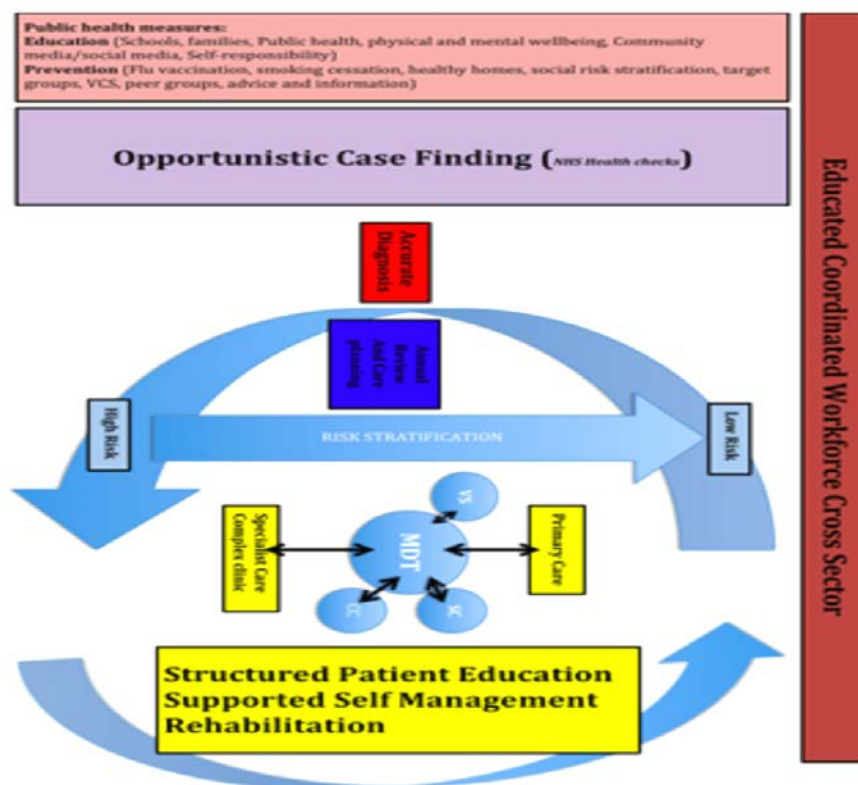 Public health measures:
Education (Schools, families, Public health, physical and mental wellbeing, Community
media/social media, Self-responsibility)
Prevention (Flu vaccination, smoking cessation, healthy homes, social risk stratification, target
groups, VCS, peer groups, advice and information)
Opportunistic Case Finding (NHS Health checks)
Educated Coordinated Workforce Cross Sector
Accurate
Diagnosis
Annual
Review
And Care
planning
High Risk
RISK STRATIFICATION
Low Risk
VS
MDT
Primary Care
Specialist Care
Complex clinic
CC
SC
Structured Patient Education
Supported Self Management
Rehabilitation